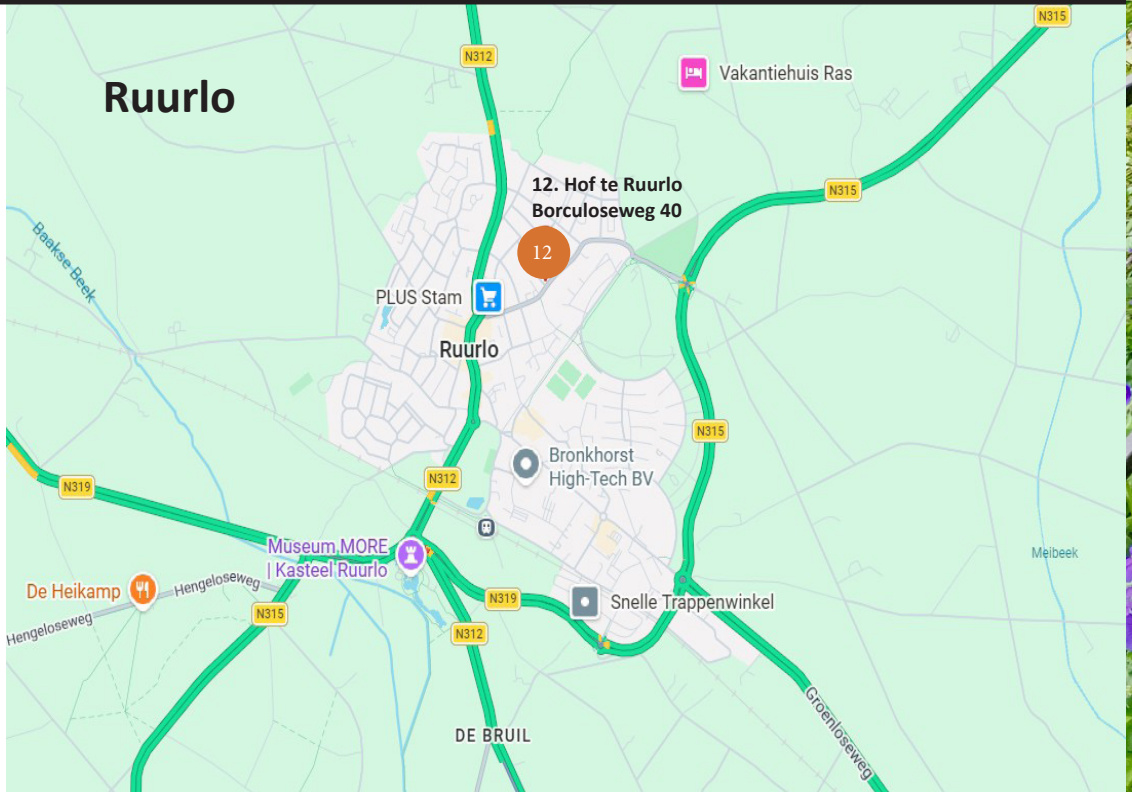 N315
N312
Vakantiehuis Ras
Ruurlo
12. Hof te Ruurlo
Borculoseweg 40
N315
Baakse Beek
12
PLUS Stam
Ruurlo
N315
Bronkhorst
High-Tech BV
N312
N319
Museum MORE
| Kasteel Ruurlo
Meibeek
De Heikamp
Hengeloseweg
N319
Snelle Trappenwinkel
N315
Hengeloseweg
N312
Groenloseweg
DE BRUIL